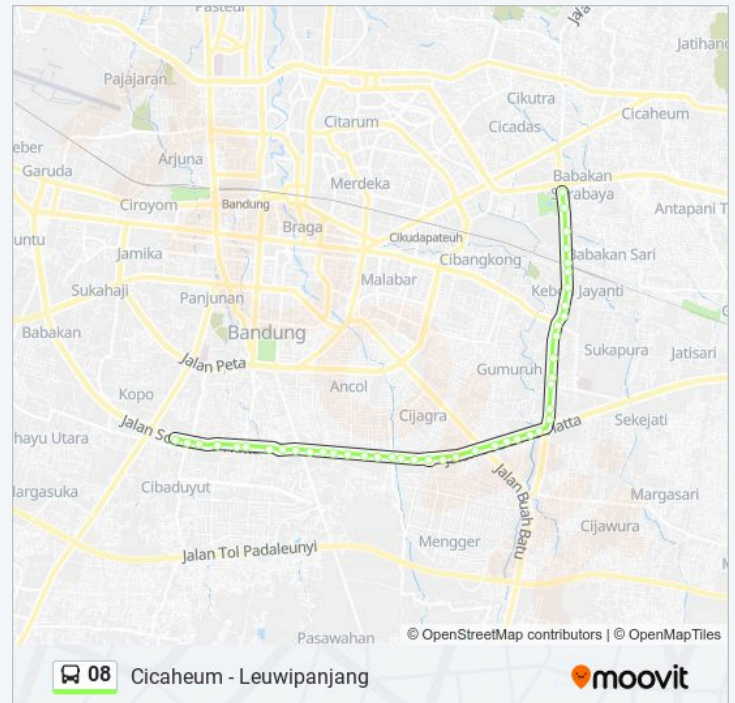 Pasteur
Jatihand
Pajajaran
Cikutra
Citarum
Cicaheum
Cicadas
eber
Arjuna
Garuda
Merdeka
Babakan
Surabaya
Ciroyom
Bandung
Braga
Antapani T
untu
Cikudapateuh
Jamika
Cibangkong
Babakan Sari
Malabar
Sukahaji
Panjunan
Kebon Jayanti
Babakan
Bandung
Sukapura
Jatisari
Jalan Peta
Gumuruh
Ancol
Kopo
Cijagra
Sekejati
hayu Utara
Jalan So
atta
Cibaduyut
Jalan Buah Batu
Margasari
largasuka
Cijawura
Mengger
Jalan Tol Padaleunyi
Pasawahan
© OpenStreetMap contributors | © OpenMapTiles
08 Cicaheum - Leuwipanjang
moovit